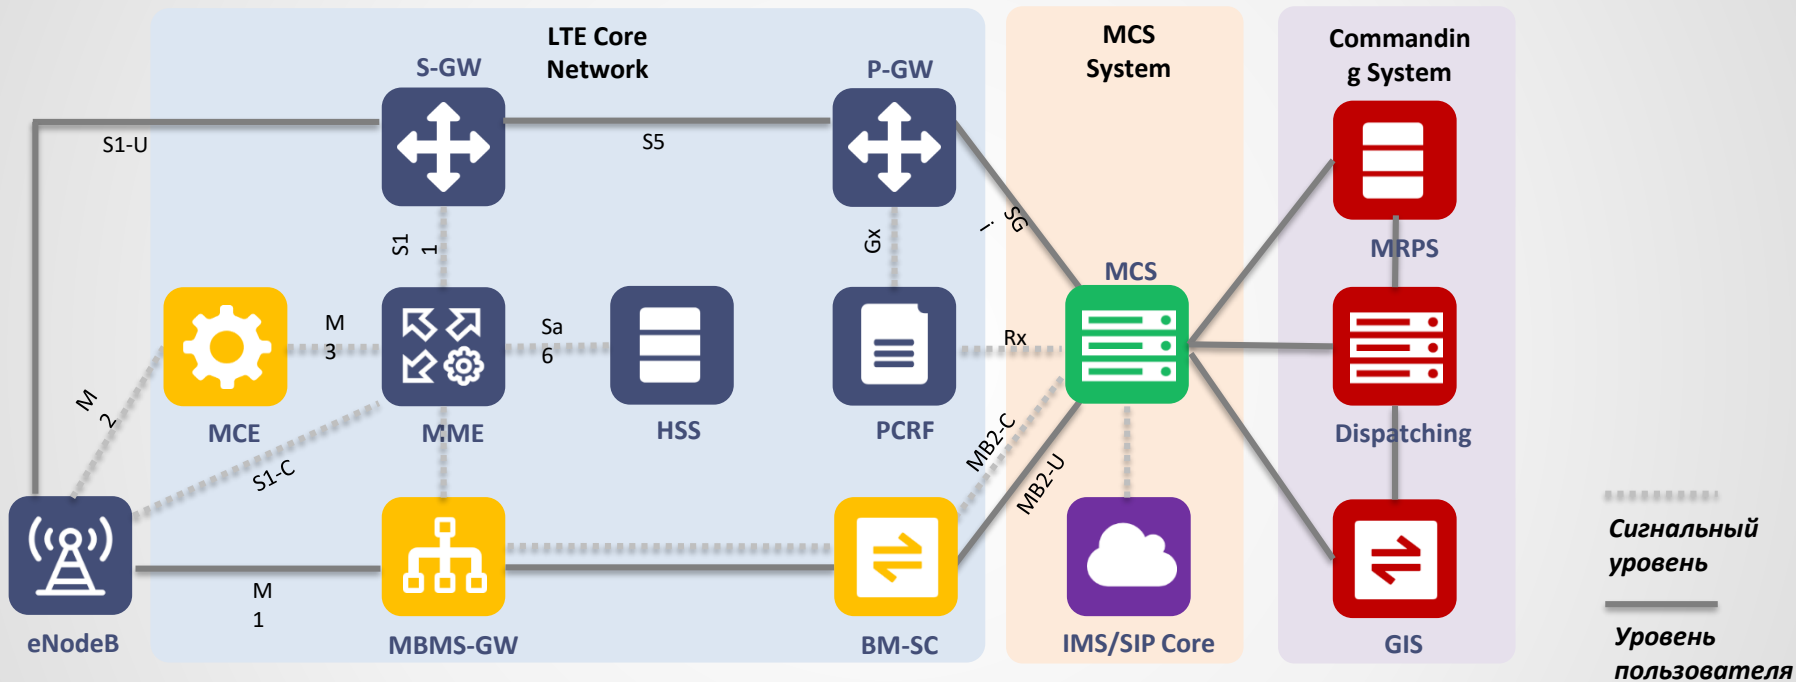 LTE Core
Network
MCS
System
Commandin
g System
S-GW
P-GW
S1-U
S5
SG
i
S1
1
Gx
MRPS
MCS
M
3
Sa
6
Rx
M
2
MCE
MME
HSS
PCRF
Dispatching
S1-C
MB2-C
MB2-U
M
1
eNodeB
MBMS-GW
BM-SC
IMS/SIP Core
GIS
Сигнальный
уровень
Уровень
пользователя